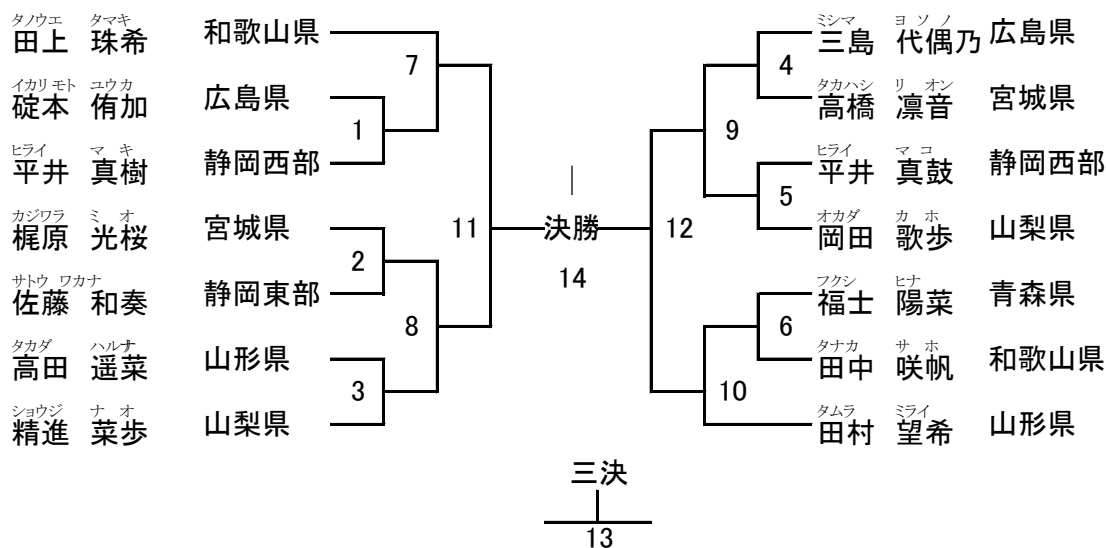 タノウエ タマキ
田上 珠希 和歌山県
イカリモト ユウカ
碇本 侑加 広島県
ヒライ マキ
平井 真樹 静岡西部
カジワラ ミオ
梶原 光桜 宮城県
サトウ ワカナ
佐藤 和奏 静岡東部
タカダ ハルナ
高田 遥菜 山形県
ショウジ ナオ
精進 菜歩 山梨県
7
1
2
8
3
11
決勝
14
ミシマ ヨソノ
三島 代偶乃 広島県
タカハシ リオン
高橋 凛音 宮城県
ヒライ マコ
平井 真鼓 静岡西部
オカダ カホ
岡田 歌歩 山梨県
フクシ ヒナ
福士 陽菜 青森県
タナカ サホ
田中 咲帆 和歌山県
タムラ ミライ
田村 望希 山形県
4
9
5
12
6
10
三決
13